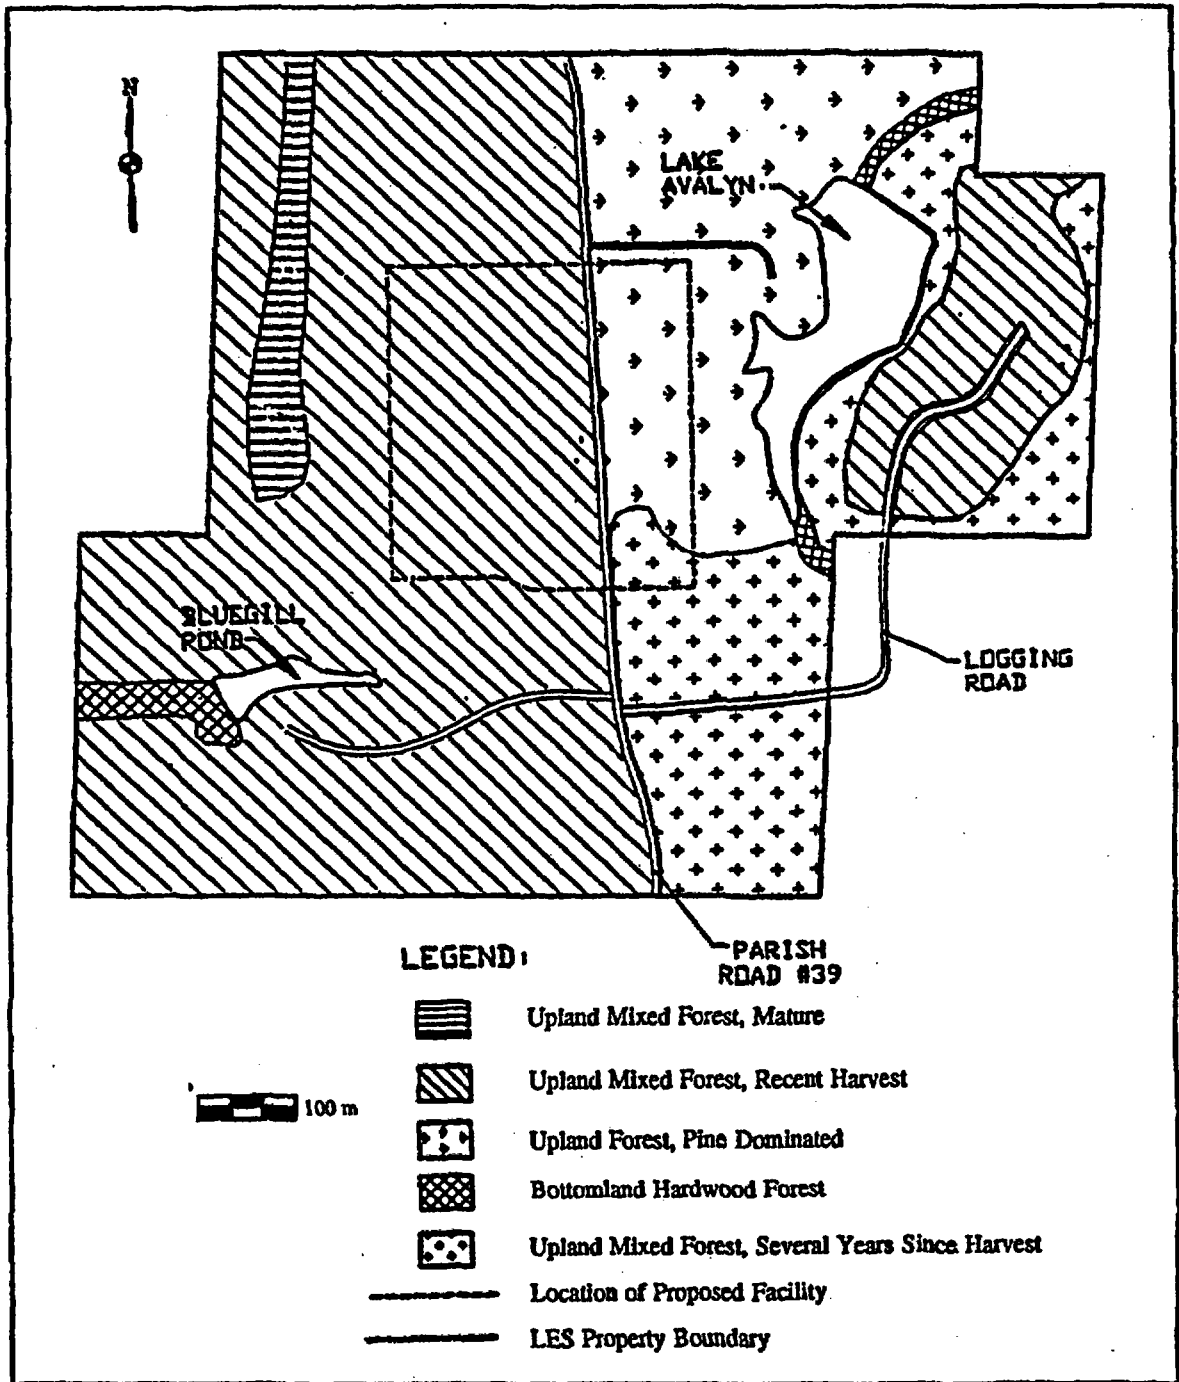 N
LAKE
AVALYN
BLUEGILL
POND
LOGGING
ROAD
PARISH
ROAD #39
LEGEND:
Upland Mixed Forest, Mature
Upland Mixed Forest, Recent Harvest
100 m
Upland Forest, Pine Dominated
Bottomland Hardwood Forest
Upland Mixed Forest, Several Years Since Harvest
Location of Proposed Facility
LES Property Boundary